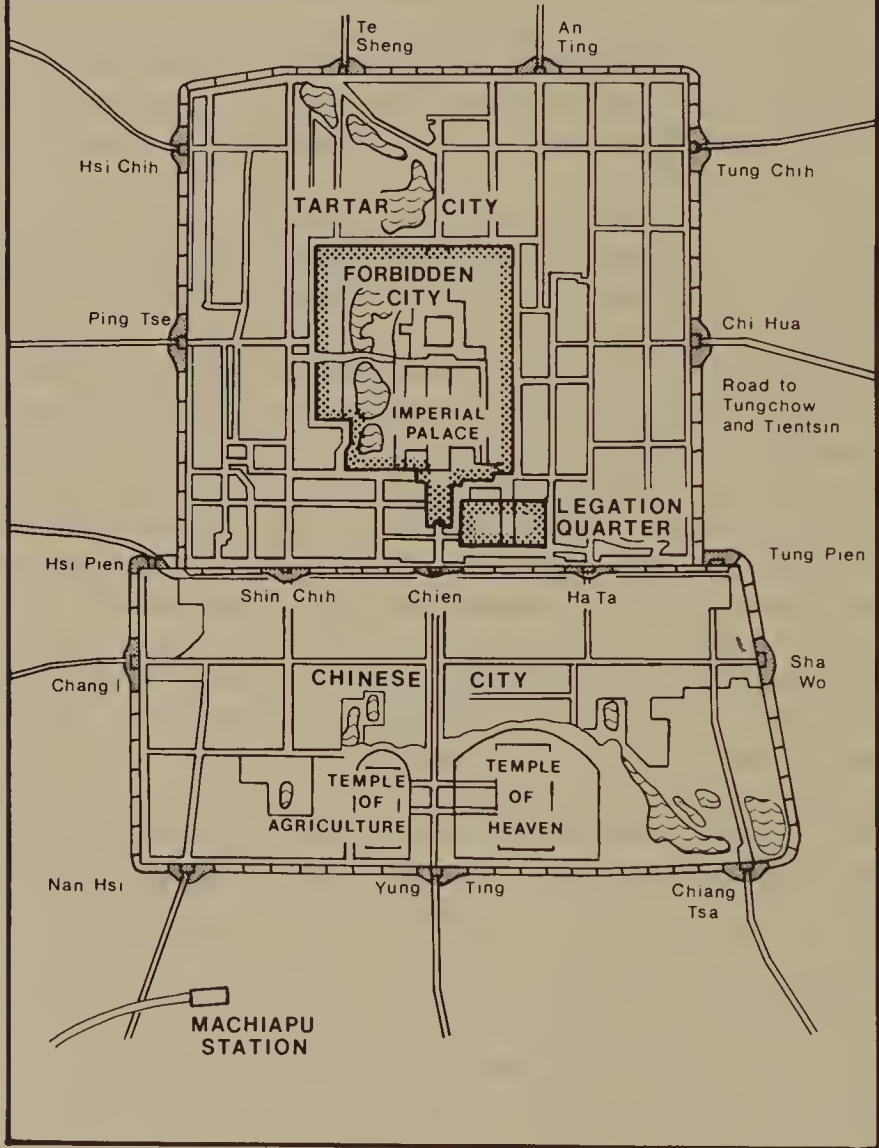 Te
Sheng
An
Ting
Hsi Chih
Tung Chih
TARTAR CITY
FORBIDDEN
CITY
Ping Tse
Chi Hua
Road to
Tungchow
and Tientsin
IMPERIAL
PALACE
LEGATION
QUARTER
Hsi Pien
Tung Pien
Shin Chih
Chien
Ha Ta
Chang I
Sha
Wo
CHINESE CITY
TEMPLE
OF
AGRICULTURE
TEMPLE
OF
HEAVEN
Nan Hsi
Yung Ting
Chiang
Tsa
MACHIAPU
STATION